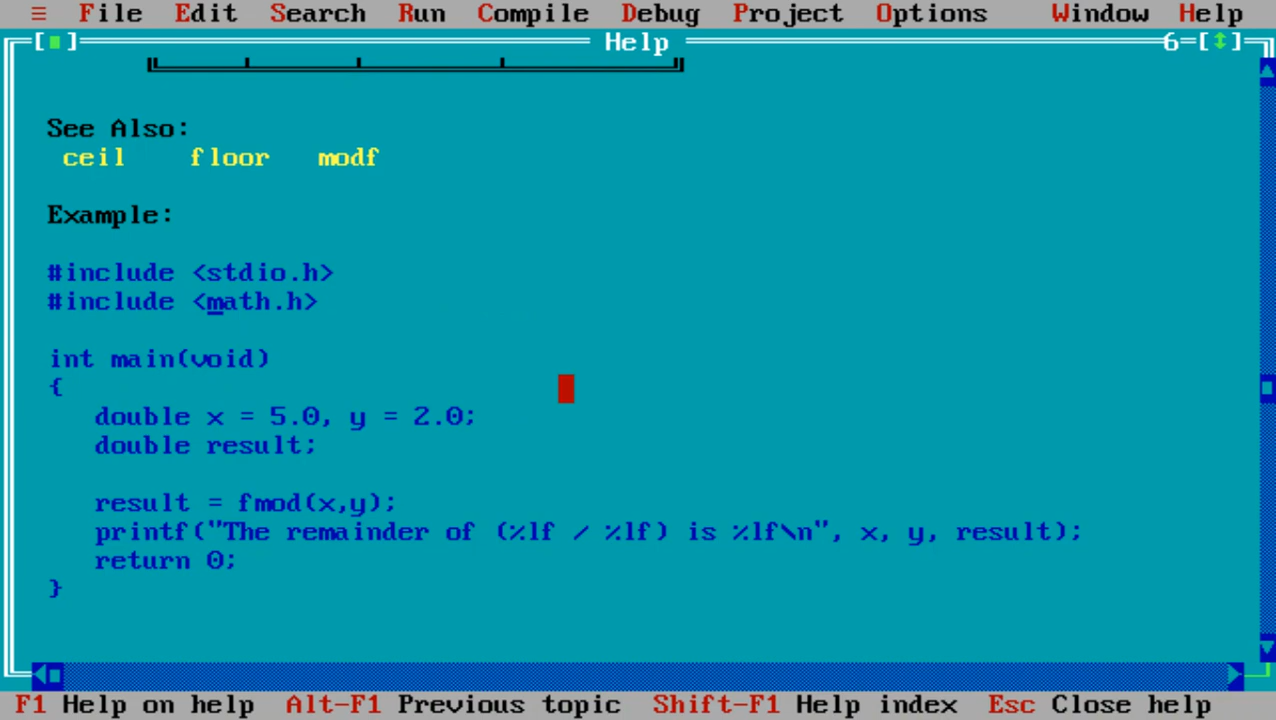 ≡ File Edit Search Run Compile Debug Project Options Window Help
[■] Help 6=[↕]
See Also:
ceil floor modf
Example:
#include <stdio.h>
#include <math.h>
int main(void)
{
double x = 5.0, y = 2.0;
double result;
result = fmod(x,y);
printf("The remainder of (%lf / %lf) is %lf\n", x, y, result);
return 0;
}
F1 Help on help Alt-F1 Previous topic Shift-F1 Help index Esc Close help